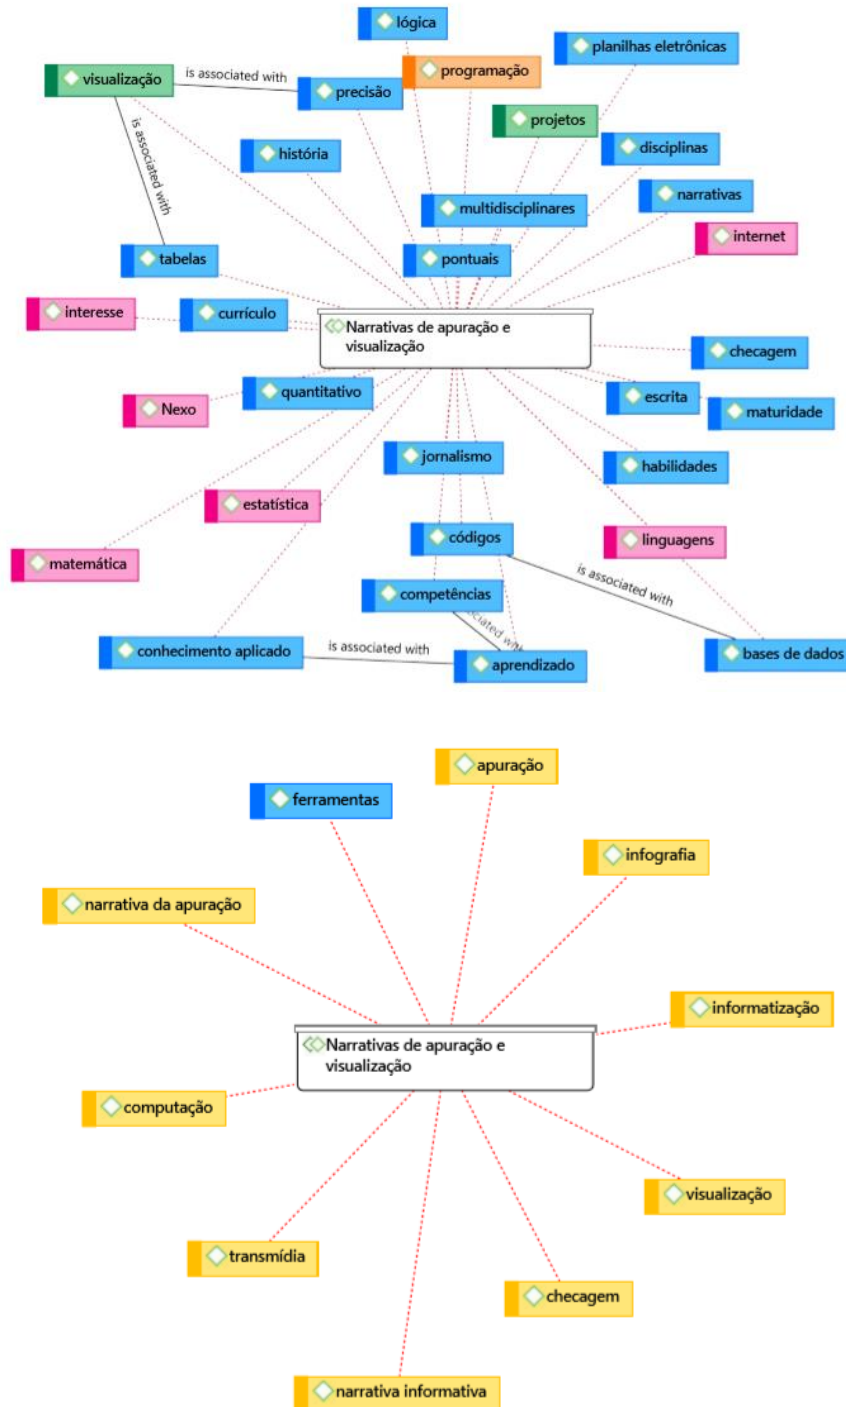 lógica
planilhas eletrônicas
programação
visualização
is associated with
precisão
projetos
is associated with
disciplinas
história
narrativas
multidisciplinares
internet
tabelas
pontuais
interesse
currículo
Narrativas de apuração e
visualização
checagem
quantitativo
Nexo
escrita
maturidade
jornalismo
habilidades
estatística
códigos
linguagens
matemática
is associated with
competências
sociated with
conhecimento aplicado
is associated with
aprendizado
bases de dados
apuração
ferramentas
infografia
narrativa da apuração
informatização
Narrativas de apuração e
visualização
computação
visualização
transmídia
checagem
narrativa informativa